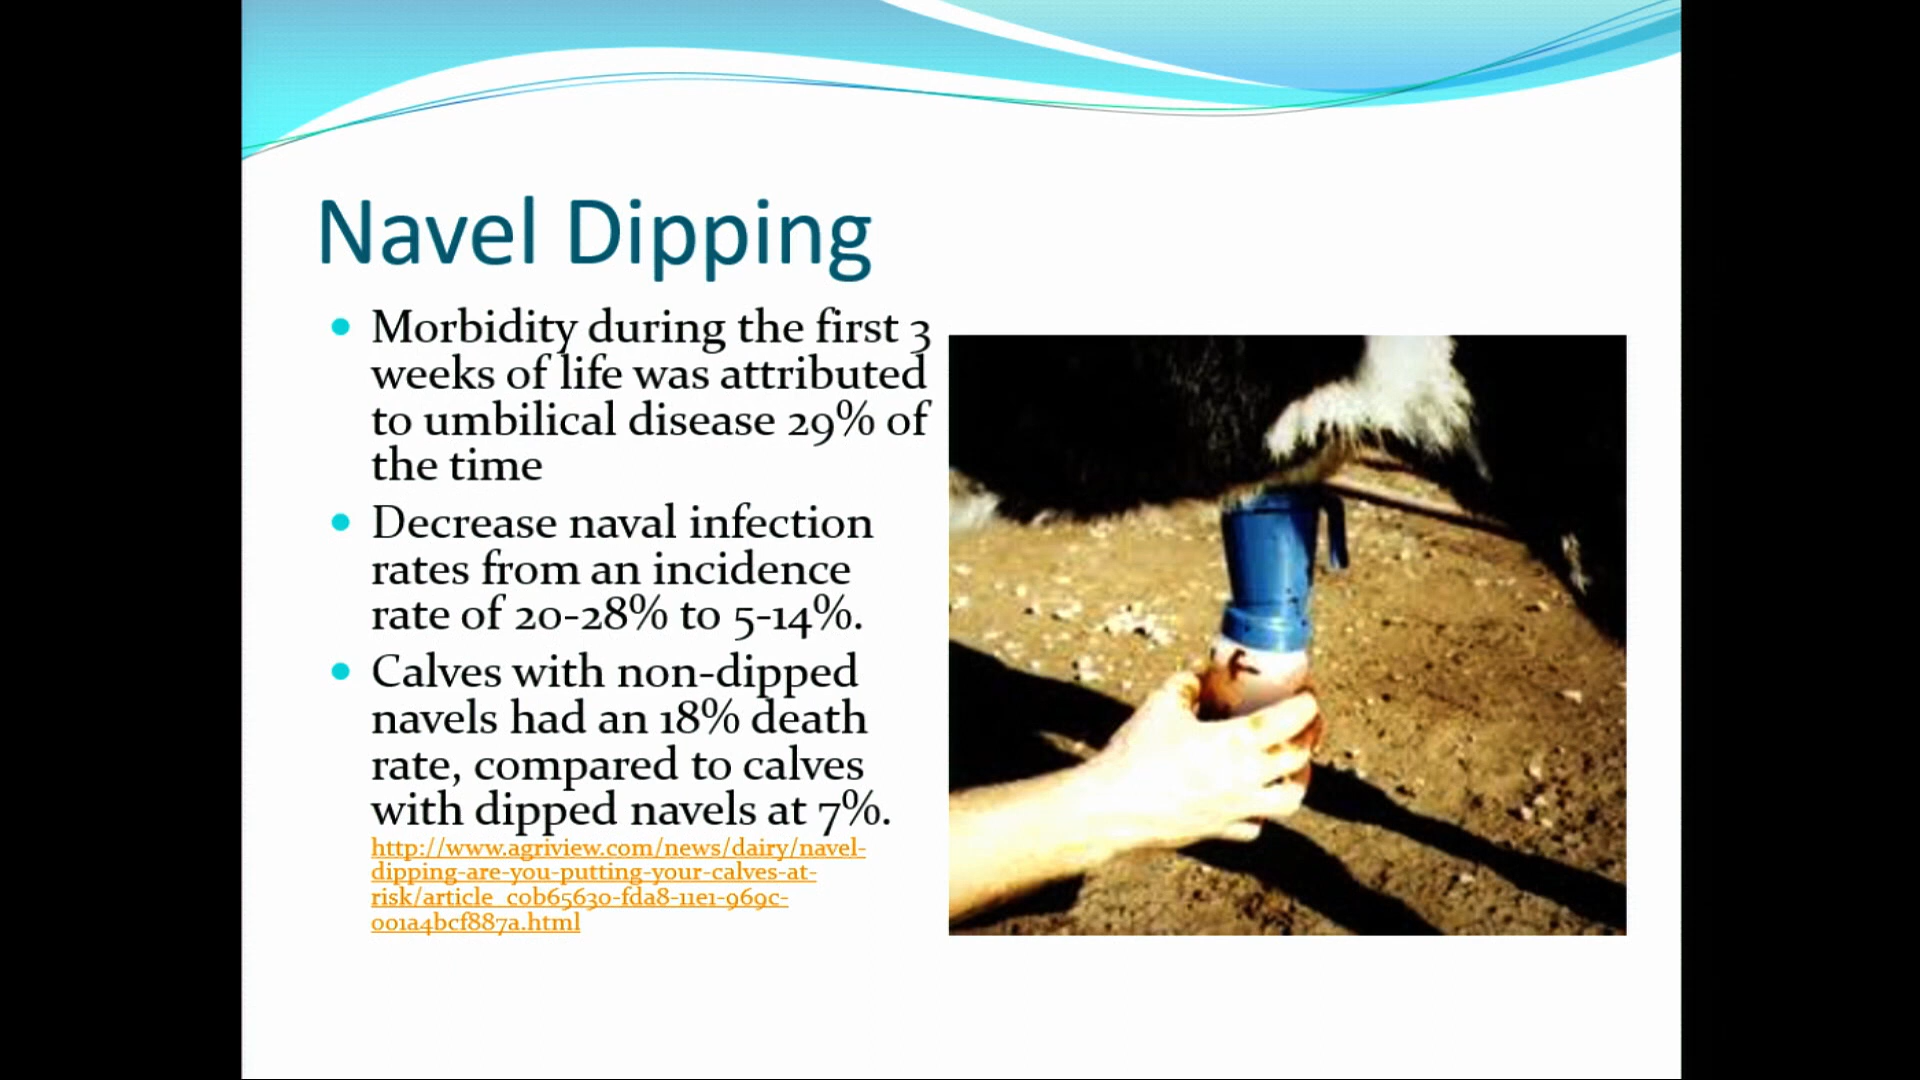 Navel Dipping
Morbidity during the first 3
weeks of life was attributed
to umbilical disease 29% of
the time
Decrease naval infection
rates from an incidence
rate of 20-28% to 5-14%.
Calves with non-dipped
navels had an 18% death
rate, compared to calves
with dipped navels at 7%.
http://www.agriview.com/news/dairy/navel-
dipping-are-you-putting-your-calves-at-
risk/article_c0b65630-fda8-11e1-969c-
001a4bcf887a.html